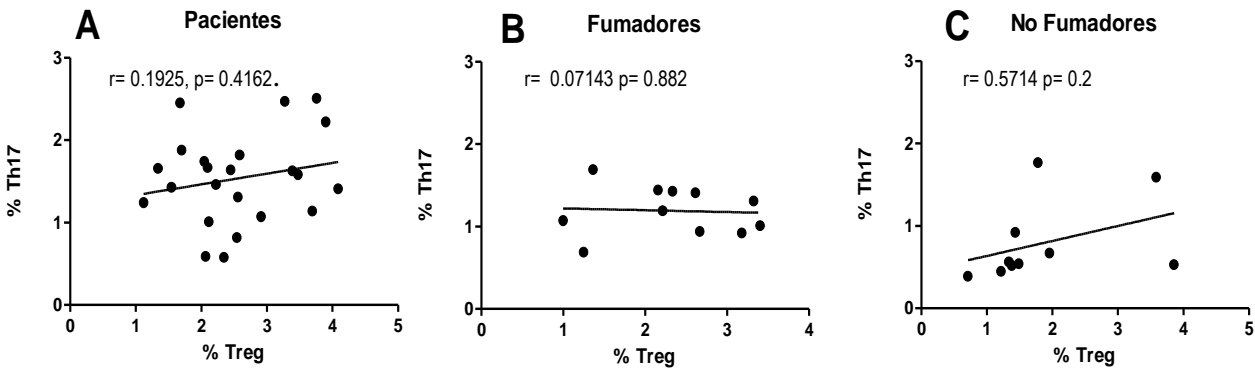 A Pacientes
r= 0.1925, p= 0.4162.
% Th17
3
2
1
0
0 1 2 3 4 5
% Treg
B Fumadores
r= 0.07143 p= 0.882
% Th17
3
2
1
0
0 1 2 3 4
% Treg
C No Fumadores
r= 0.5714 p= 0.2
% Th17
3
2
1
0
0 1 2 3 4 5
% Treg